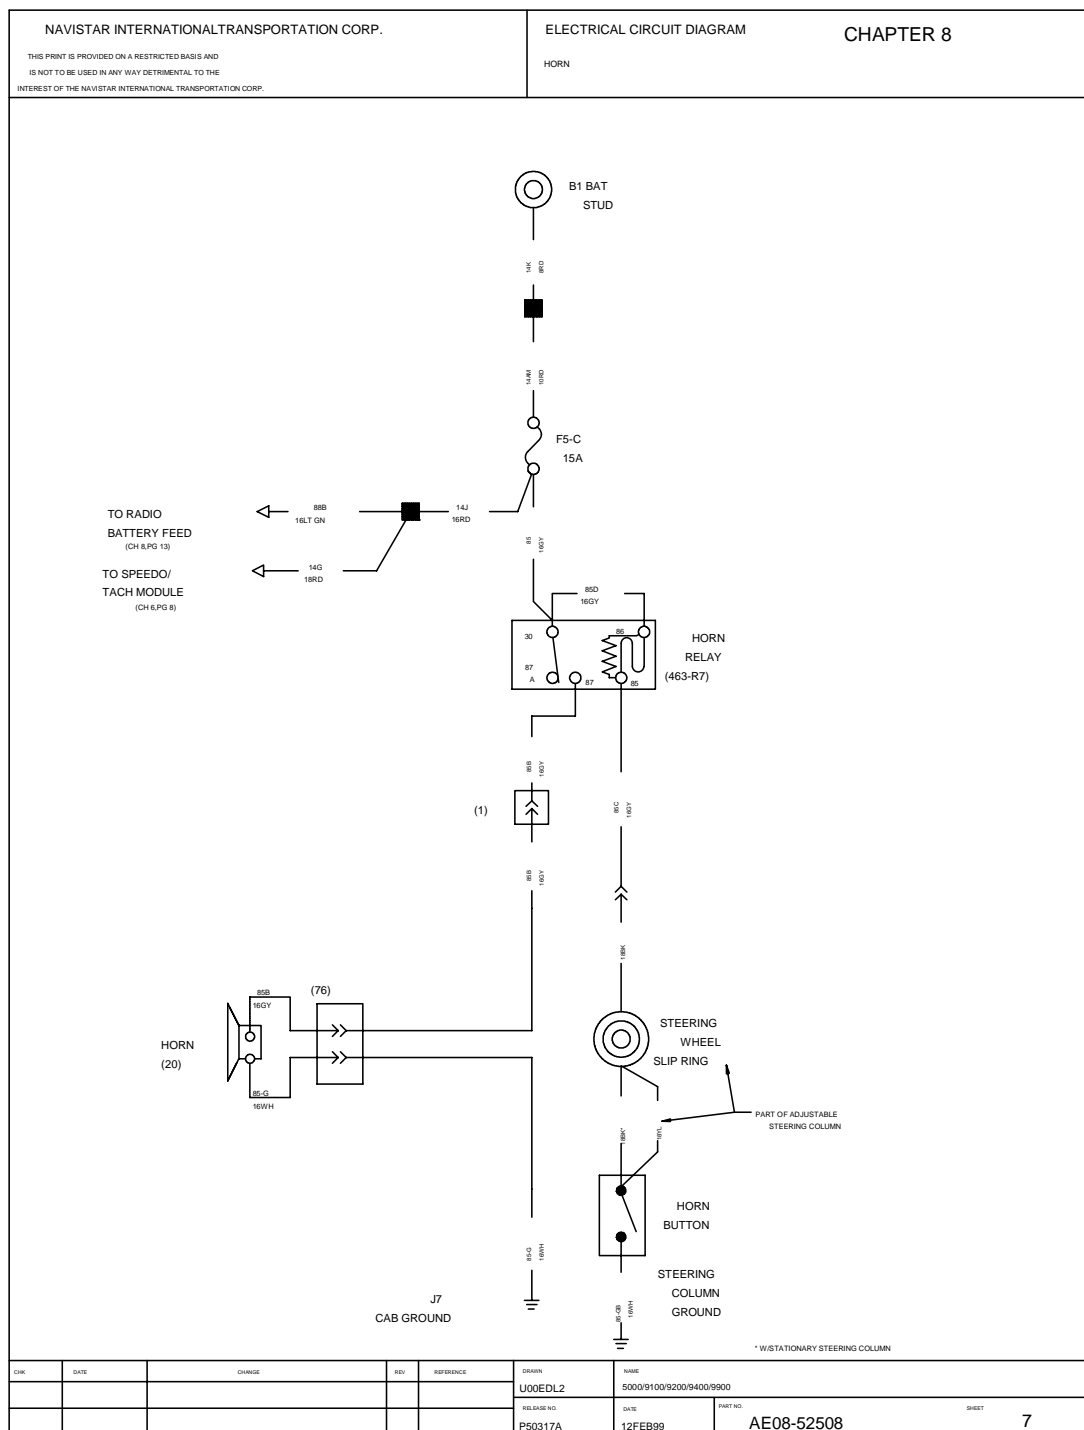 NAVISTAR INTERNATIONALTRANSPORTATION CORP.
THIS PRINT IS PROVIDED ON A RESTRICTED BASIS AND
IS NOT TO BE USED IN ANY WAY DETRIMENTAL TO THE
INTEREST OF THE NAVISTAR INTERNATIONAL TRANSPORTATION CORP.
ELECTRICAL CIRCUIT DIAGRAM
HORN
CHAPTER 8
B1 BAT
STUD
14K
8RD
14AM
10RD
F5-C
15A
TO RADIO
BATTERY FEED
(CH 8,PG 13)
88B
16LT GN
14J
16RD
85
16GY
TO SPEEDO/
TACH MODULE
(CH 6,PG 8)
14G
18RD
85D
16GY
30
86
87
A
87
85
HORN
RELAY
(463-R7)
85B
16GY
(1)
85C
16GY
85B
16GY
18BK
HORN
(20)
85B
16GY
(76)
85-G
16WH
STEERING
WHEEL
SLIP RING
PART OF ADJUSTABLE
STEERING COLUMN
18BK*
18YL
HORN
BUTTON
85-G
16WH
J7
CAB GROUND
STEERING
COLUMN
GROUND
85-GB
16WH
* W/STATIONARY STEERING COLUMN
CHK
DATE
CHANGE
REV
REFERENCE
DRAWN
U00EDL2
NAME
5000/9100/9200/9400/9900
RELEASE NO.
P50317A
DATE
12FEB99
PART NO.
AE08-52508
SHEET
7